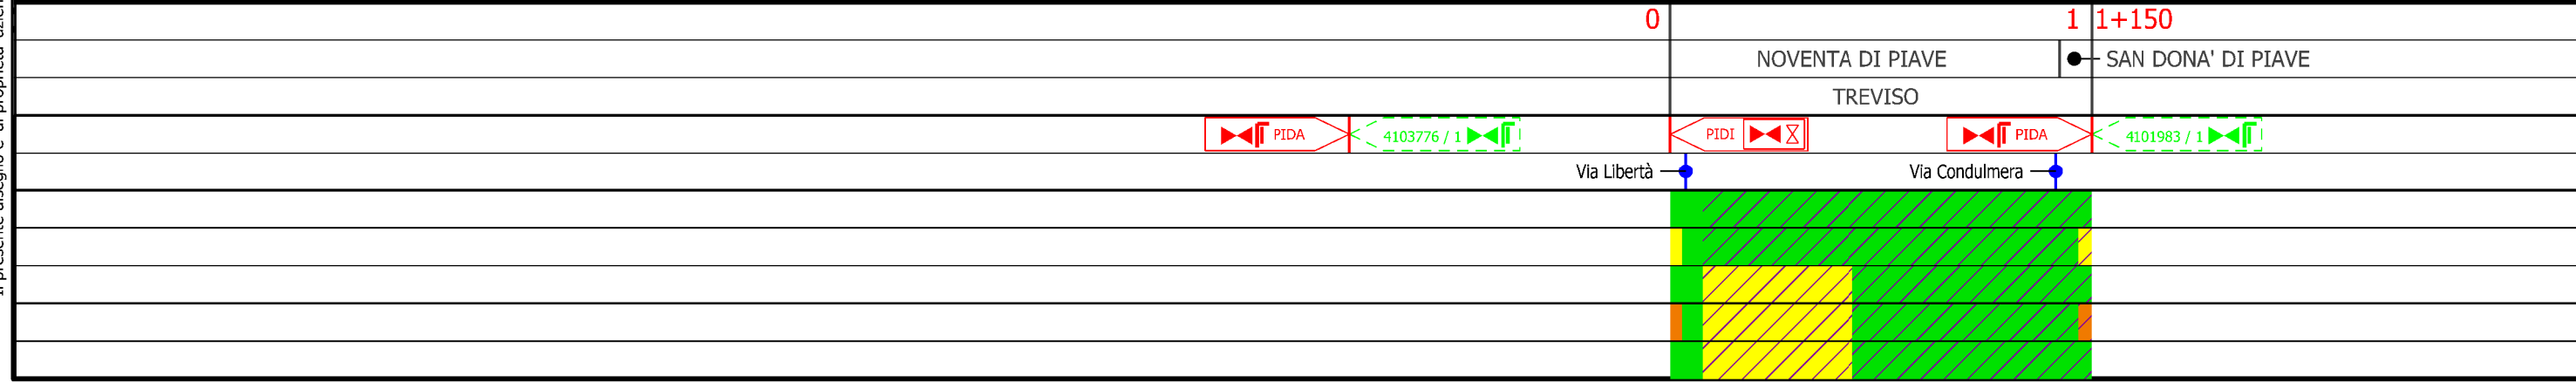 0 1 1+150
NOVENTA DI PIAVE SAN DONA' DI PIAVE
TREVISO
PIDA 4103776 / 1 PIDI PIDA 4101983 / 1
Via Libertà Via Condulmera